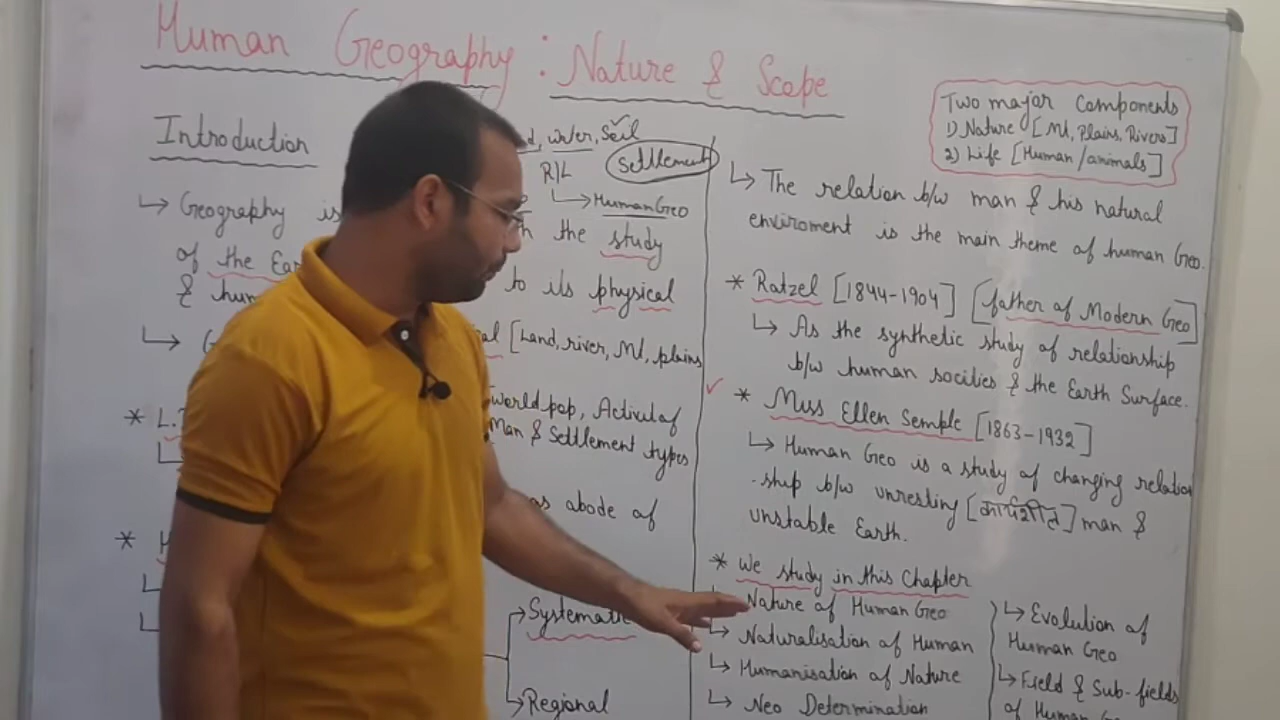 Human Geography : Nature & Scope
Introduction
water, Soil
Settlement
R/L
↳ Human Geo
↳ Geography is
the study
of the Ear
to its physical
& hum
al [Land, river, Mt, plains
* L.
World pop, Activi of
Man & Settlement types
as abode of
* H
Systematic
Regional
Two major Components
1) Nature [Mt, Plains, Rivers]
2) Life [Human/animals]
↳ The relation b/w man & his natural
enviroment is the main theme of human Geo.
* Ratzel [1844-1904] [father of Modern Geo]
↳ As the synthetic study of relationship
b/w human socities & the Earth Surface.
* Miss Ellen Semple [1863-1932]
↳ Human Geo is a study of changing relation
-ship b/w unresting [ ] man &
unstable Earth.
* We study in this Chapter
Nature of Human Geo
↳ Naturalisation of Human
↳ Humanisation of Nature
↳ Neo Determination
↳ Evolution of
Human Geo
↳ Field & Sub-fields
of Human Ge